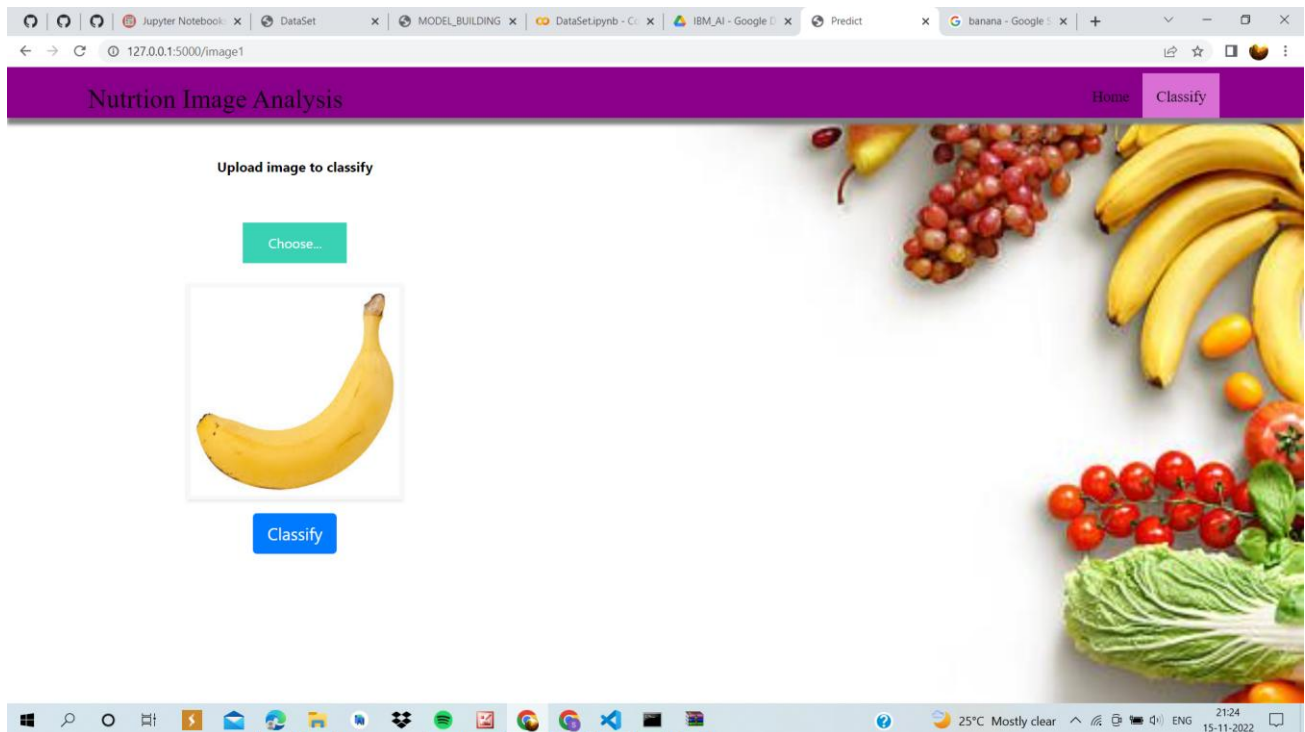 Jupyter Notebook
DataSet
MODEL_BUILDING
DataSet.ipynb - Co
IBM_AI - Google D
Predict
banana - Google S
127.0.0.1:5000/image1
Nutrtion Image Analysis
Home
Classify
Upload image to classify
Choose...
Classify
25°C Mostly clear
ENG
21:24
15-11-2022